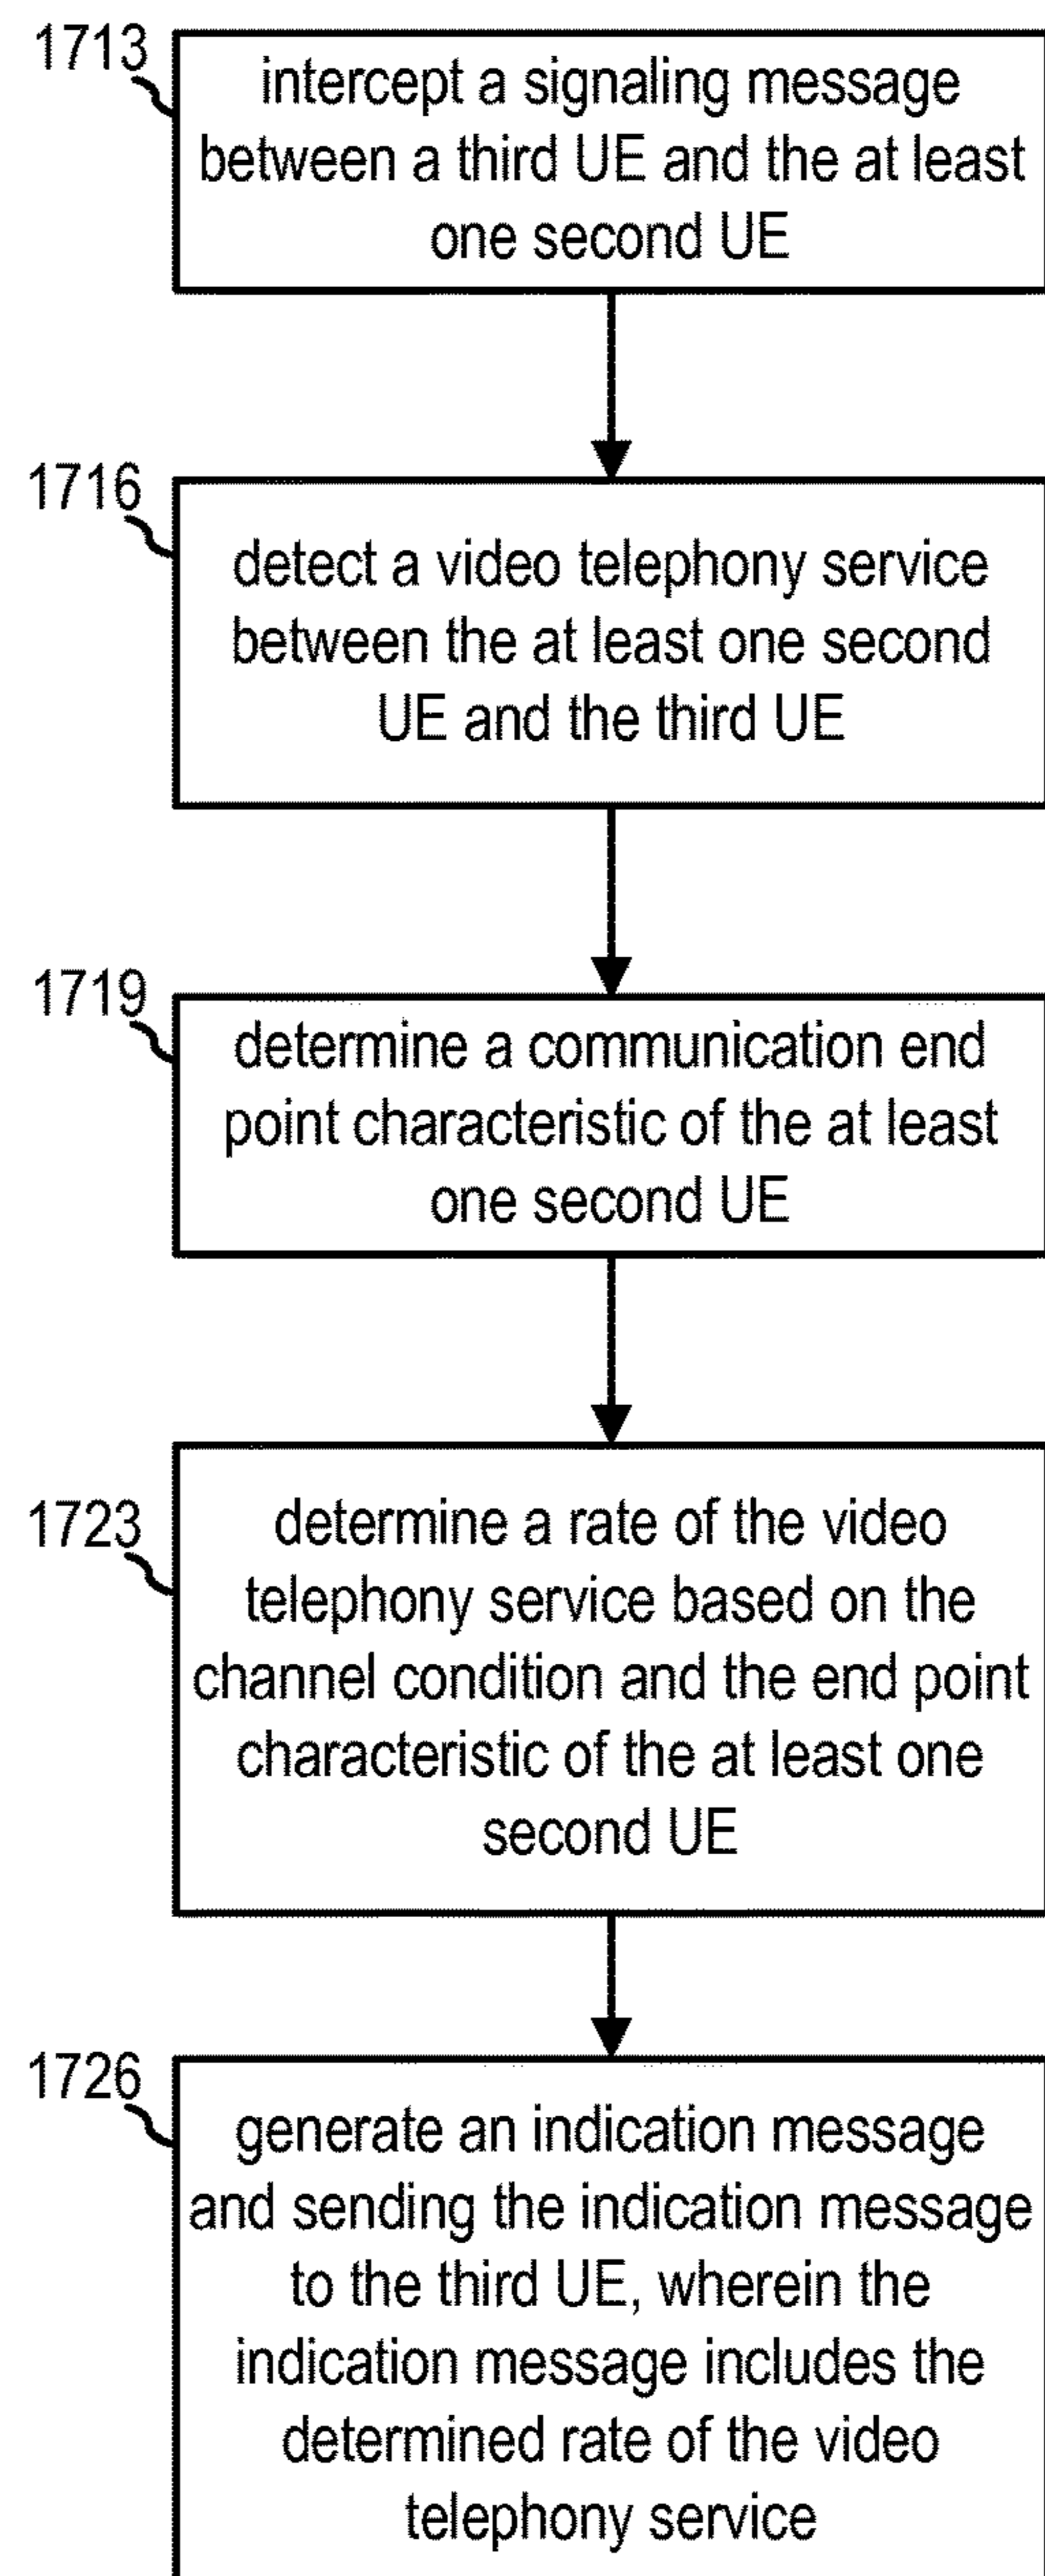 1713
intercept a signaling message
between a third UE and the at least
one second UE
1716
detect a video telephony service
between the at least one second
UE and the third UE
1719
determine a communication end
point characteristic of the at least
one second UE
1723
determine a rate of the video
telephony service based on the
channel condition and the end point
characteristic of the at least one
second UE
1726
generate an indication message
and sending the indication message
to the third UE, wherein the
indication message includes the
determined rate of the video
telephony service